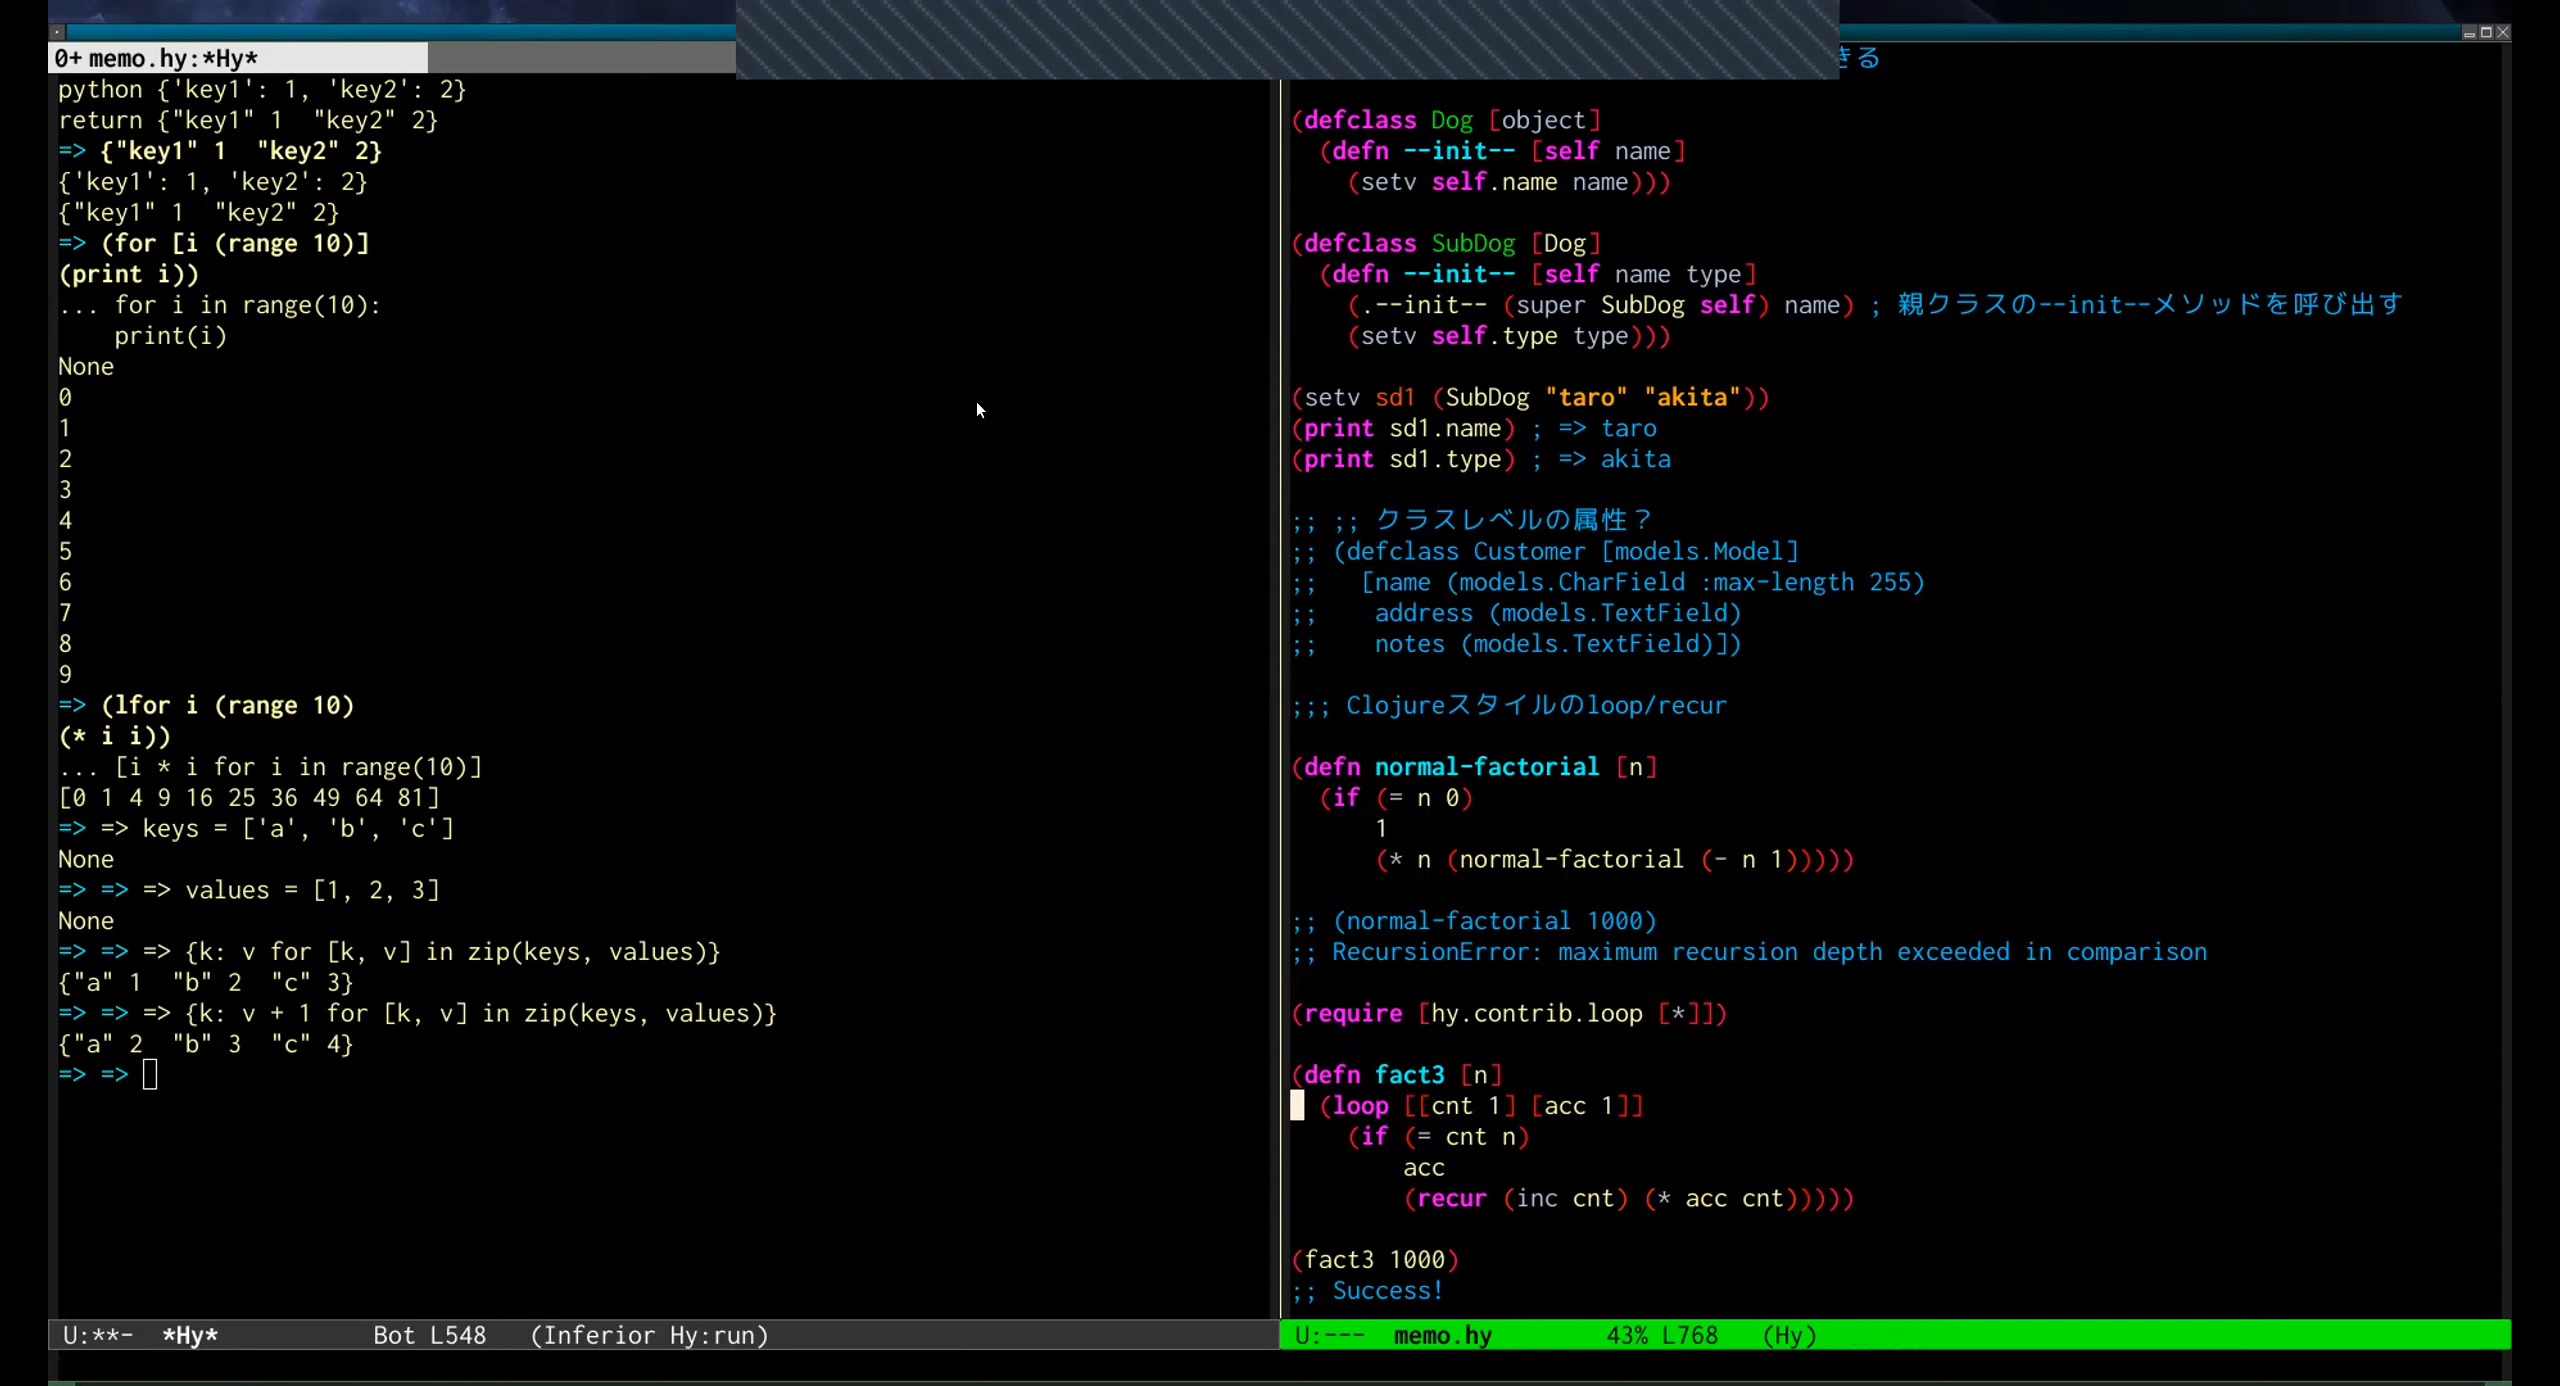 0+ memo.hy:*Hy*
python {'key1': 1, 'key2': 2}
return {"key1" 1  "key2" 2}
=> {"key1" 1  "key2" 2}
{'key1': 1, 'key2': 2}
{"key1" 1  "key2" 2}
=> (for [i (range 10)]
(print i))
... for i in range(10):
    print(i)
None
0
1
2
3
4
5
6
7
8
9
=> (lfor i (range 10)
(* i i))
... [i * i for i in range(10)]
[0 1 4 9 16 25 36 49 64 81]
=> => keys = ['a', 'b', 'c']
None
=> => => values = [1, 2, 3]
None
=> => => {k: v for [k, v] in zip(keys, values)}
{"a" 1  "b" 2  "c" 3}
=> => => {k: v + 1 for [k, v] in zip(keys, values)}
{"a" 2  "b" 3  "c" 4}
=> =>
U:**-  *Hy*           Bot L548   (Inferior Hy:run)
きる
(defclass Dog [object]
  (defn --init-- [self name]
    (setv self.name name)))
(defclass SubDog [Dog]
  (defn --init-- [self name type]
    (.--init-- (super SubDog self) name) ; 親クラスの--init--メソッドを呼び出す
    (setv self.type type)))
(setv sd1 (SubDog "taro" "akita"))
(print sd1.name) ; => taro
(print sd1.type) ; => akita
;; ;; クラスレベルの属性？
;; (defclass Customer [models.Model]
;;   [name (models.CharField :max-length 255)
;;    address (models.TextField)
;;    notes (models.TextField)])
;;; Clojureスタイルのloop/recur
(defn normal-factorial [n]
  (if (= n 0)
      1
      (* n (normal-factorial (- n 1)))))
;; (normal-factorial 1000)
;; RecursionError: maximum recursion depth exceeded in comparison
(require [hy.contrib.loop [*]])
(defn fact3 [n]
  (loop [[cnt 1] [acc 1]]
    (if (= cnt n)
        acc
        (recur (inc cnt) (* acc cnt)))))
(fact3 1000)
;; Success!
U:---  memo.hy        43% L768   (Hy)